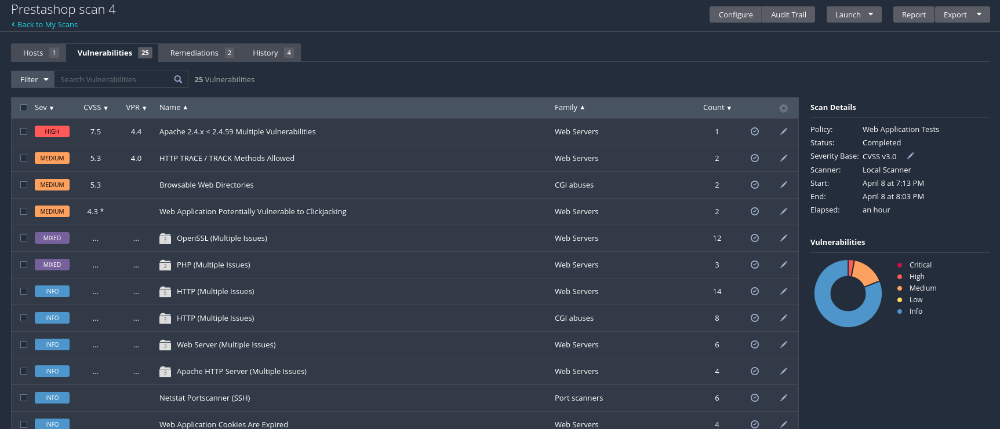 Prestashop scan 4
Back to My Scans
Configure Audit Trail Launch Report Export
Hosts 1 Vulnerabilities 25 Remediations 2 History 4
Filter Search Vulnerabilities 25 Vulnerabilities
Sev CVSS VPR Name Family Count
HIGH 7.5 4.4 Apache 2.4.x < 2.4.59 Multiple Vulnerabilities Web Servers 1
MEDIUM 5.3 4.0 HTTP TRACE / TRACK Methods Allowed Web Servers 2
MEDIUM 5.3 Browsable Web Directories CGI abuses 2
MEDIUM 4.3 * Web Application Potentially Vulnerable to Clickjacking Web Servers 2
MIXED ... ... 3 OpenSSL (Multiple Issues) Web Servers 12
MIXED ... ... 2 PHP (Multiple Issues) Web Servers 3
INFO ... ... 5 HTTP (Multiple Issues) Web Servers 14
INFO ... ... 3 HTTP (Multiple Issues) CGI abuses 8
INFO ... ... 3 Web Server (Multiple Issues) Web Servers 6
INFO ... ... 3 Apache HTTP Server (Multiple Issues) Web Servers 4
INFO Netstat Portscanner (SSH) Port scanners 6
INFO Web Application Cookies Are Expired Web Servers 4
Scan Details
Policy: Web Application Tests
Status: Completed
Severity Base: CVSS v3.0
Scanner: Local Scanner
Start: April 8 at 7:13 PM
End: April 8 at 8:03 PM
Elapsed: an hour
Vulnerabilities
Critical
High
Medium
Low
Info